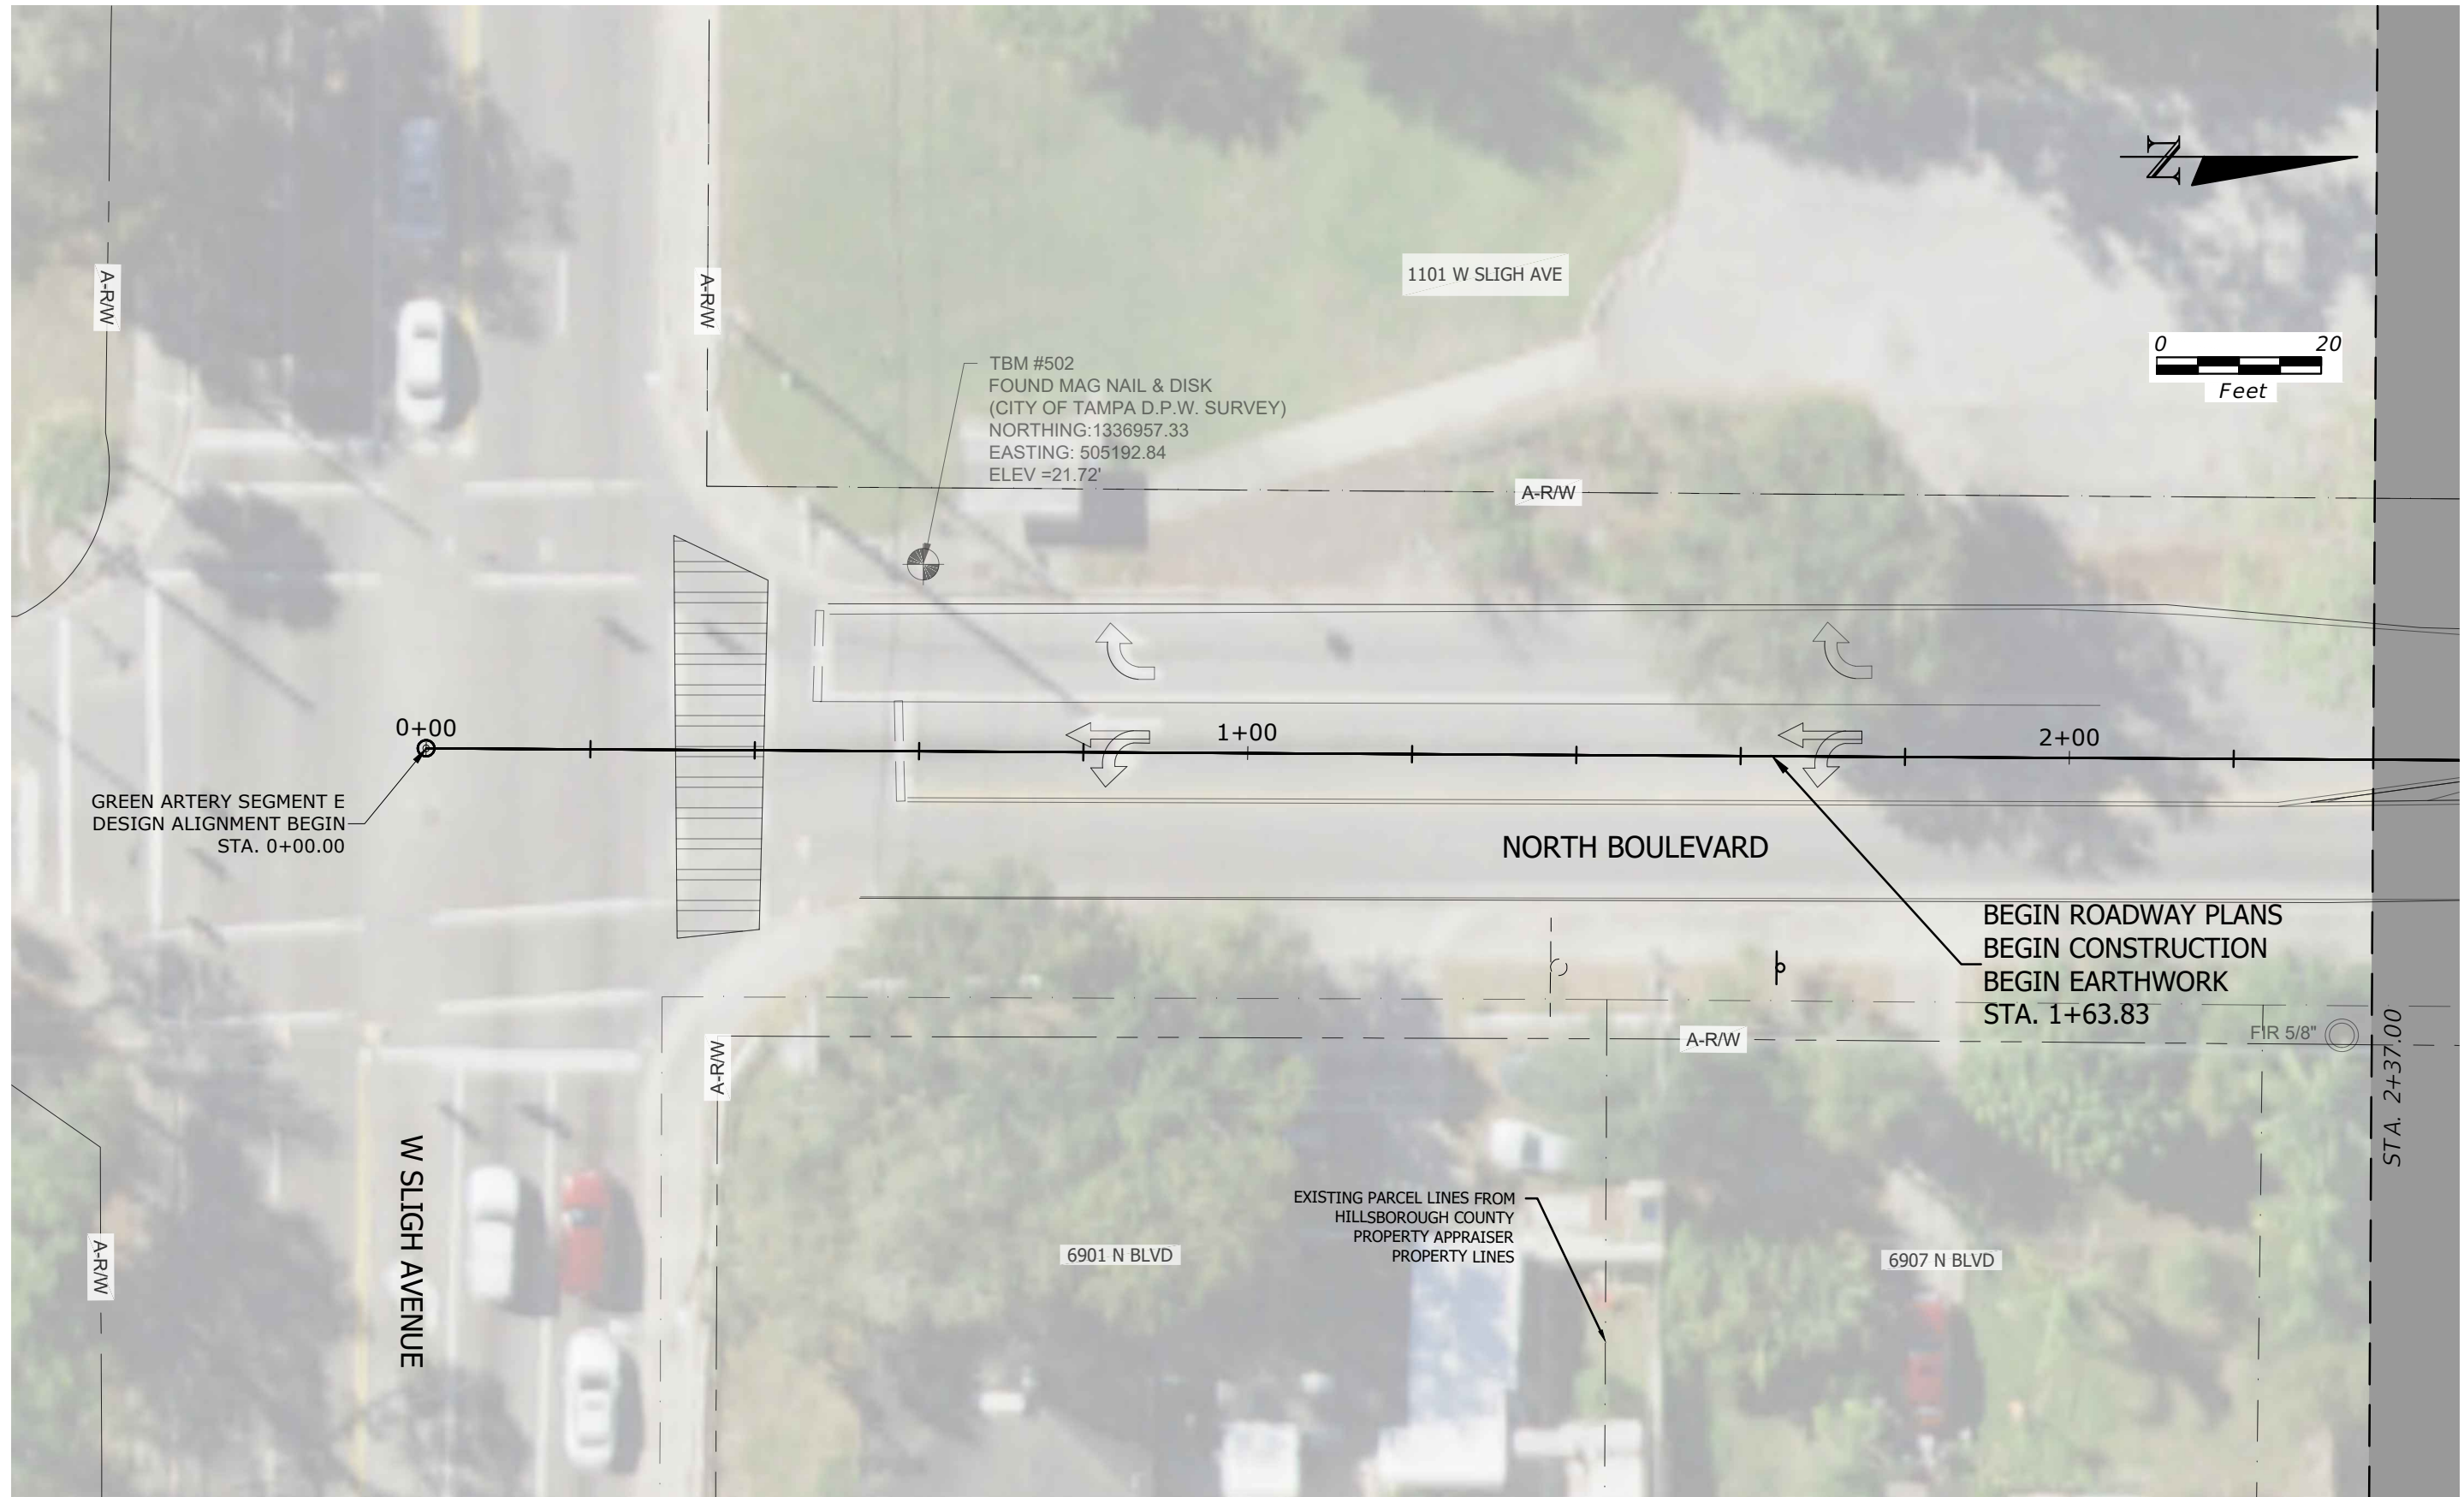 N
1101 W SLIGH AVE
A-R/W
A-R/W
0 20
Feet
TBM #502
FOUND MAG NAIL & DISK
(CITY OF TAMPA D.P.W. SURVEY)
NORTHING:1336957.33
EASTING: 505192.84
ELEV =21.72'
A-R/W
0+00
1+00
2+00
GREEN ARTERY SEGMENT E
DESIGN ALIGNMENT BEGIN
STA. 0+00.00
NORTH BOULEVARD
BEGIN ROADWAY PLANS
BEGIN CONSTRUCTION
BEGIN EARTHWORK
STA. 1+63.83
A-R/W
A-R/W
FIR 5/8"
STA. 2+37.00
W SLIGH AVENUE
A-R/W
EXISTING PARCEL LINES FROM
HILLSBOROUGH COUNTY
PROPERTY APPRAISER
PROPERTY LINES
6901 N BLVD
6907 N BLVD